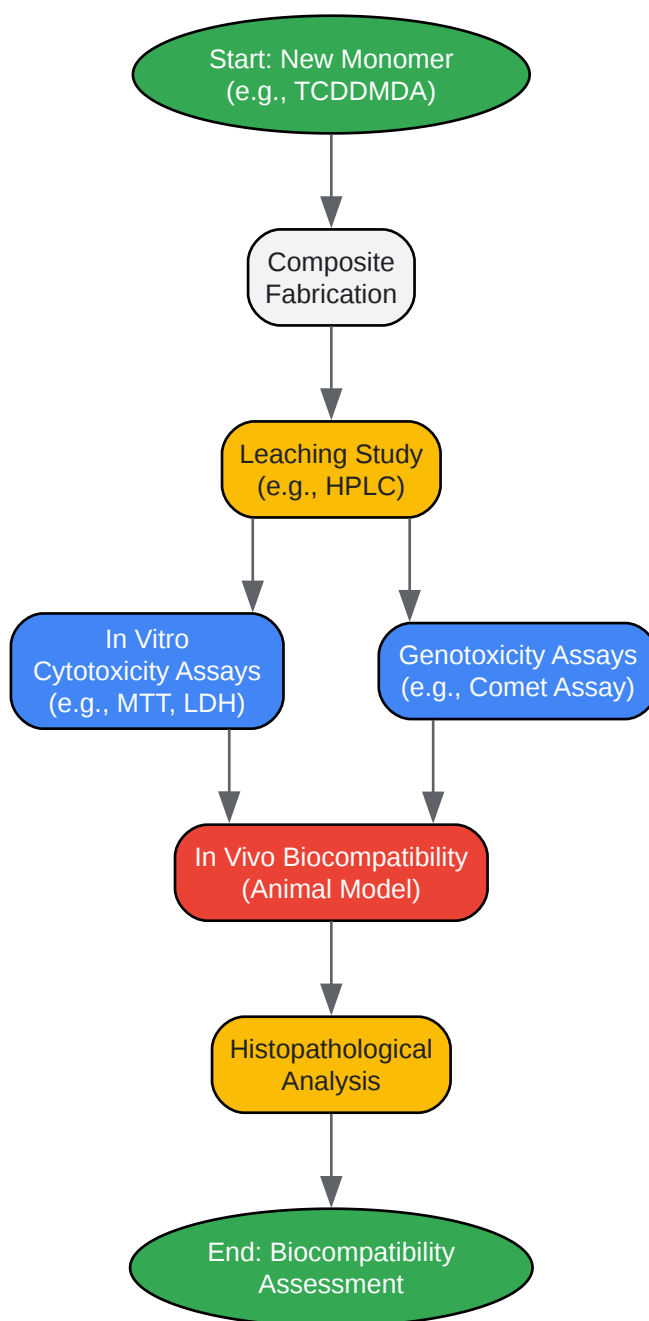 Start: New Monomer
(e.g., TCDDMDA)
Composite
Fabrication
Leaching Study
(e.g., HPLC)
In Vitro
Cytotoxicity Assays
(e.g., MTT, LDH)
Genotoxicity Assays
(e.g., Comet Assay)
In Vivo Biocompatibility
(Animal Model)
Histopathological
Analysis
End: Biocompatibility
Assessment